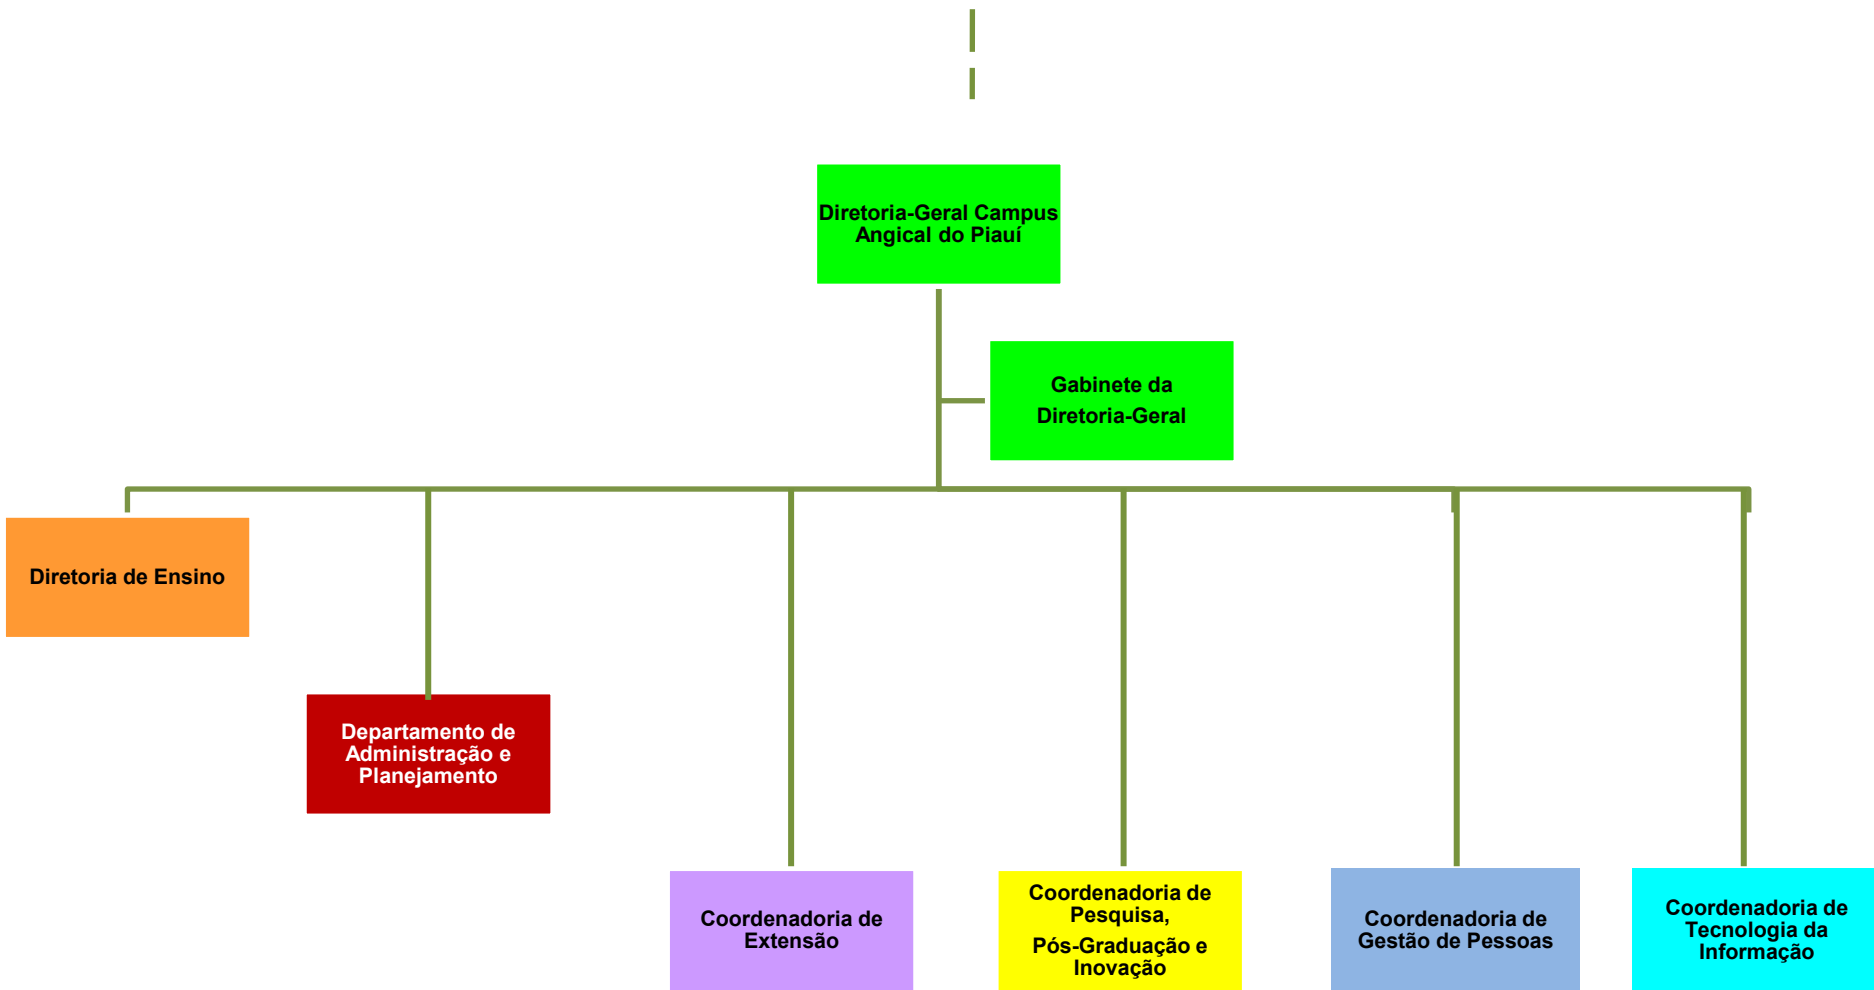 Diretoria-Geral Campus
Angical do Piauí
Gabinete da
Diretoria-Geral
Diretoria de Ensino
Departamento de
Administração e
Planejamento
Coordenadoria de
Extensão
Coordenadoria de
Pesquisa,
Pós-Graduação e
Inovação
Coordenadoria de
Gestão de Pessoas
Coordenadoria de
Tecnologia da
Informação